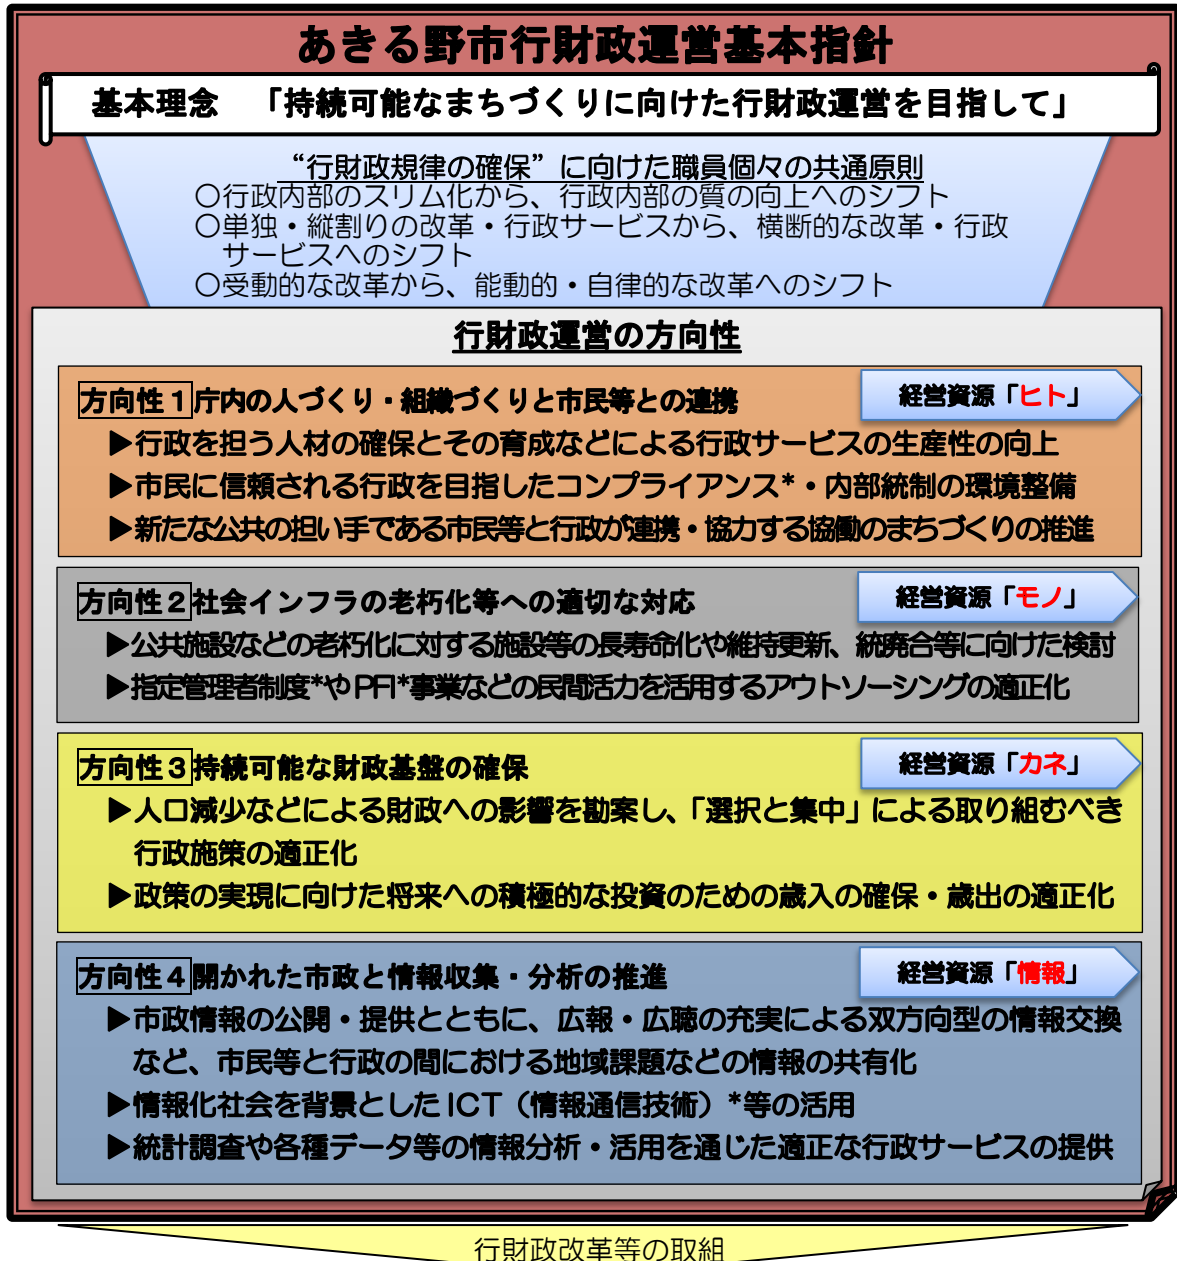 あきる野市行財政運営基本指針
基本理念　「持続可能なまちづくりに向けた行財政運営を目指して」
“行財政規律の確保”に向けた職員個々の共通原則
○行政内部のスリム化から、行政内部の質の向上へのシフト
○単独・縦割りの改革・行政サービスから、横断的な改革・行政
サービスへのシフト
○受動的な改革から、能動的・自律的な改革へのシフト
行財政運営の方向性
方向性１庁内の人づくり・組織づくりと市民等との連携
経営資源「ヒト」
▶行政を担う人材の確保とその育成などによる行政サービスの生産性の向上
▶市民に信頼される行政を目指したコンプライアンス*・内部統制の環境整備
▶新たな公共の担い手である市民等と行政が連携・協力する協働のまちづくりの推進
方向性２社会インフラの老朽化等への適切な対応
経営資源「モノ」
▶公共施設などの老朽化に対する施設等の長寿命化や維持更新、統廃合等に向けた検討
▶指定管理者制度*やPFI*事業などの民間活力を活用するアウトソーシングの適正化
方向性３持続可能な財政基盤の確保
経営資源「カネ」
▶人口減少などによる財政への影響を勘案し、「選択と集中」による取り組むべき
行政施策の適正化
▶政策の実現に向けた将来への積極的な投資のための歳入の確保・歳出の適正化
方向性４開かれた市政と情報収集・分析の推進
経営資源「情報」
▶市政情報の公開・提供とともに、広報・広聴の充実による双方向型の情報交換
など、市民等と行政の間における地域課題などの情報の共有化
▶情報化社会を背景としたICT（情報通信技術）*等の活用
▶統計調査や各種データ等の情報分析・活用を通じた適正な行政サービスの提供
行財政改革等の取組